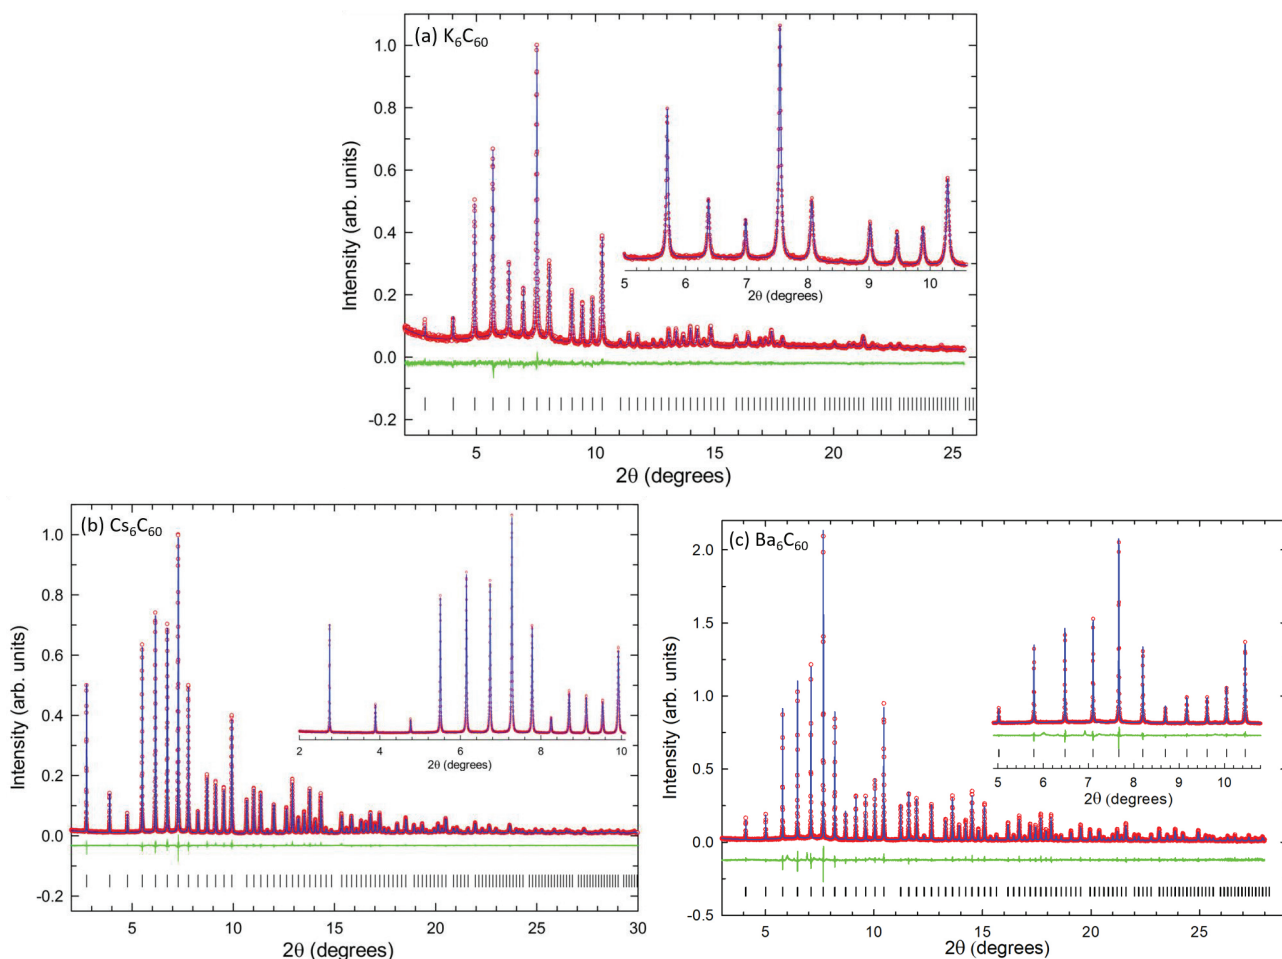 (a) K₆C₆₀
Intensity (arb. units)
1.0
0.8
0.6
0.4
0.2
0.0
-0.2
5 10 15 20 25
2θ (degrees)
5 6 7 8 9 10
2θ (degrees)
(b) Cs₆C₆₀
Intensity (arb. units)
1.0
0.8
0.6
0.4
0.2
0.0
-0.2
5 10 15 20 25 30
2θ (degrees)
2 4 6 8 10
2θ (degrees)
(c) Ba₆C₆₀
Intensity (arb. units)
2.0
1.5
1.0
0.5
0.0
-0.5
5 10 15 20 25
2θ (degrees)
5 6 7 8 9 10
2θ (degrees)